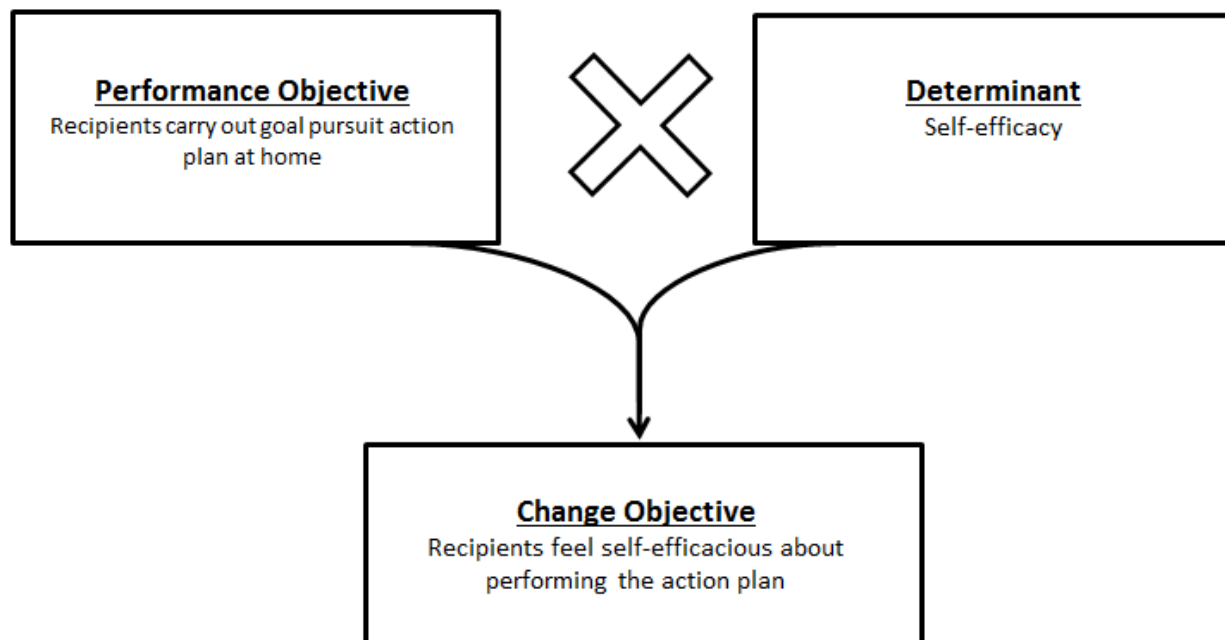 Performance Objective
Recipients carry out goal pursuit action
plan at home
Determinant
Self-efficacy
Change Objective
Recipients feel self-efficacious about
performing the action plan